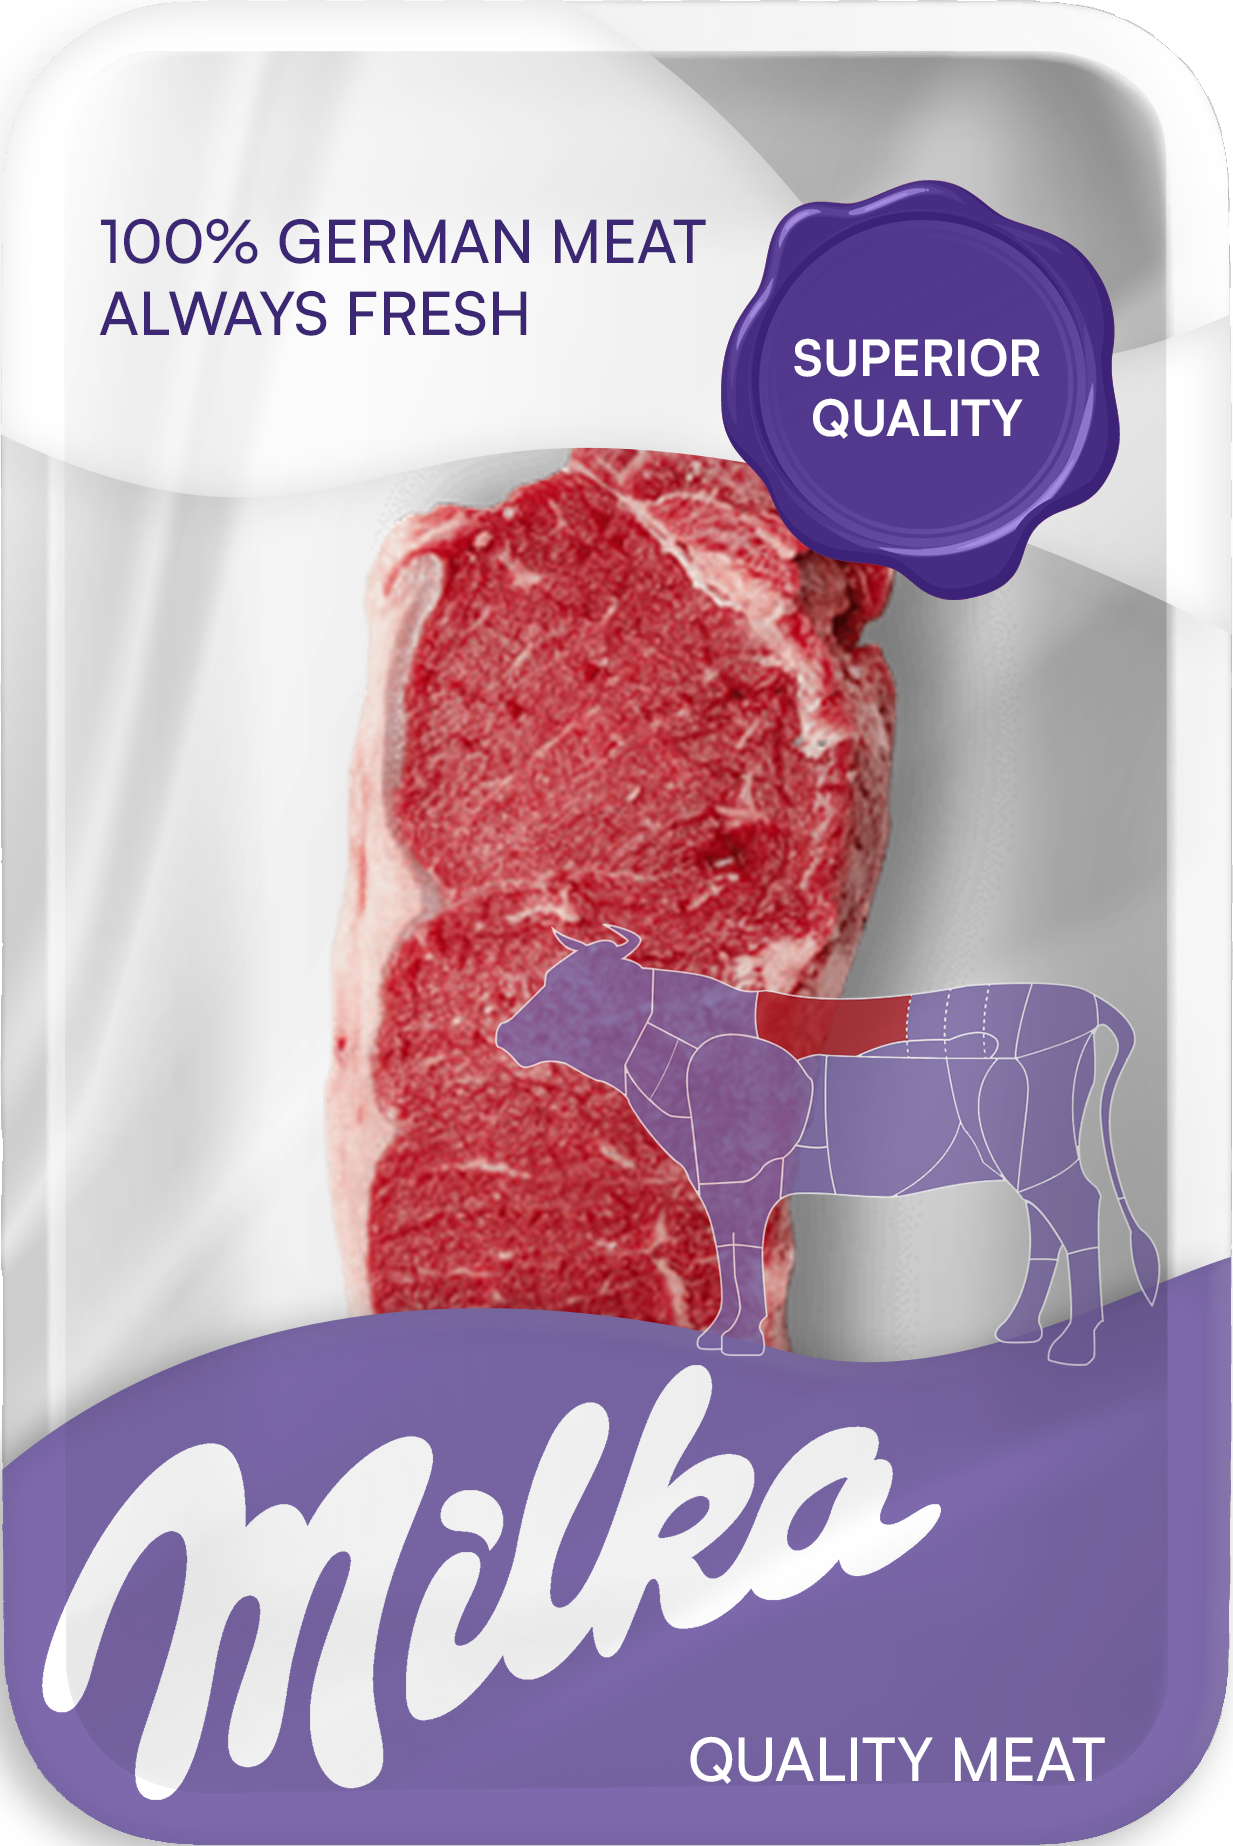 100% GERMAN MEAT
ALWAYS FRESH
SUPERIOR
QUALITY
Milka
QUALITY MEAT